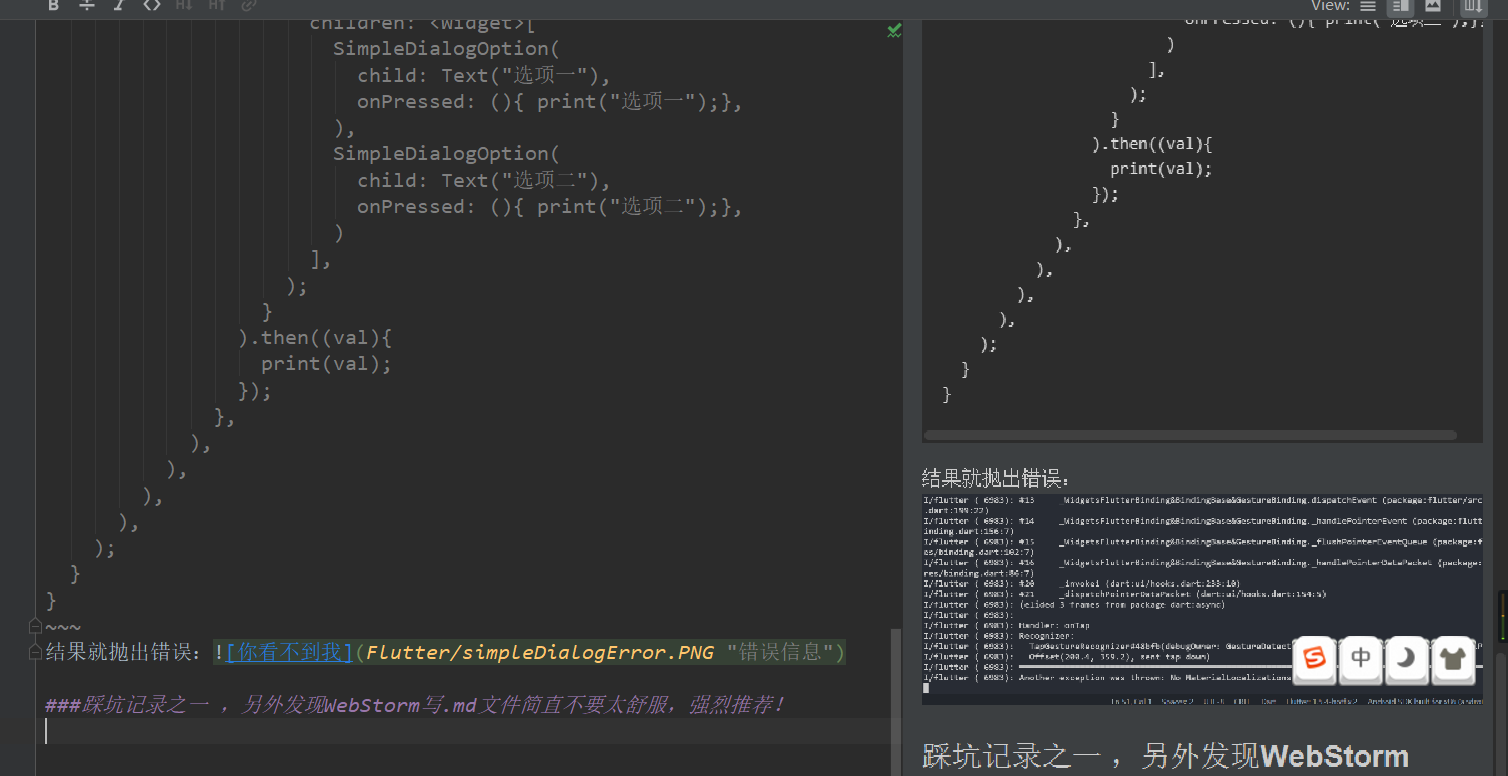 View:
children: <Widget>[
SimpleDialogOption(
child: Text("选项一"),
onPressed: (){ print("选项一");},
),
SimpleDialogOption(
child: Text("选项二"),
onPressed: (){ print("选项二");},
)
],
);
}
).then((val){
print(val);
});
},
),
),
),
),
);
}
}
~~~
结果就抛出错误: ![你看不到我](Flutter/simpleDialogError.PNG "错误信息")
###踩坑记录之一 ，另外发现WebStorm写.md文件简直不要太舒服，强烈推荐！
onPressed: (){ print("选项二");},
)
],
);
}
).then((val){
print(val);
});
},
),
),
),
),
);
}
}
结果就抛出错误:
I/flutter ( 6983): #13 _WidgetsFlutterBinding&BindingBase&GestureBinding.dispatchEvent (package:flutter/src
.dart:199:22)
I/flutter ( 6983): #14 _WidgetsFlutterBinding&BindingBase&GestureBinding._handlePointerEvent (package:flutt
inding.dart:156:7)
I/flutter ( 6983): #15 _WidgetsFlutterBinding&BindingBase&GestureBinding._flushPointerEventQueue (package:f
es/binding.dart:102:7)
I/flutter ( 6983): #16 _WidgetsFlutterBinding&BindingBase&GestureBinding._handlePointerDataPacket (package:
res/binding.dart:86:7)
I/flutter ( 6983): #20 _invoke1 (dart:ui/hooks.dart:233:10)
I/flutter ( 6983): #21 _dispatchPointerDataPacket (dart:ui/hooks.dart:154:5)
I/flutter ( 6983): (elided 3 frames from package dart:async)
I/flutter ( 6983):
I/flutter ( 6983): Handler: onTap
I/flutter ( 6983): Recognizer:
I/flutter ( 6983): TapGestureRecognizer#48bfb(debugOwner: GestureDetect
I/flutter ( 6983): Offset(200.4, 359.2), sent tap down)
I/flutter ( 6983):
I/flutter ( 6983): Another exception was thrown: No MaterialLocalizations
中
踩坑记录之一 ，另外发现WebStorm